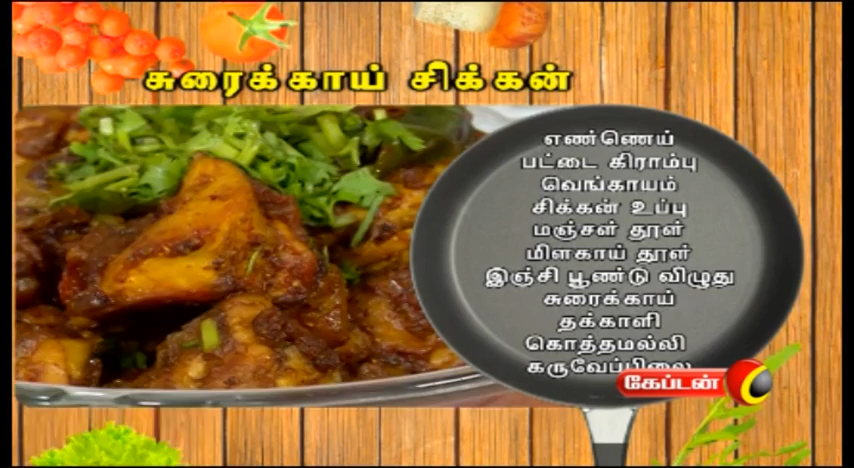 சுரைக்காய் சிக்கன்
எண்ணெய்
பட்டை கிராம்பு
வெங்காயம்
சிக்கன் உப்பு
மஞ்சள் தூள்
மிளகாய் தூள்
இஞ்சி பூண்டு விழுது
சுரைக்காய்
தக்காளி
கொத்தமல்லி
கருவேப்பிலை
கேப்டன்